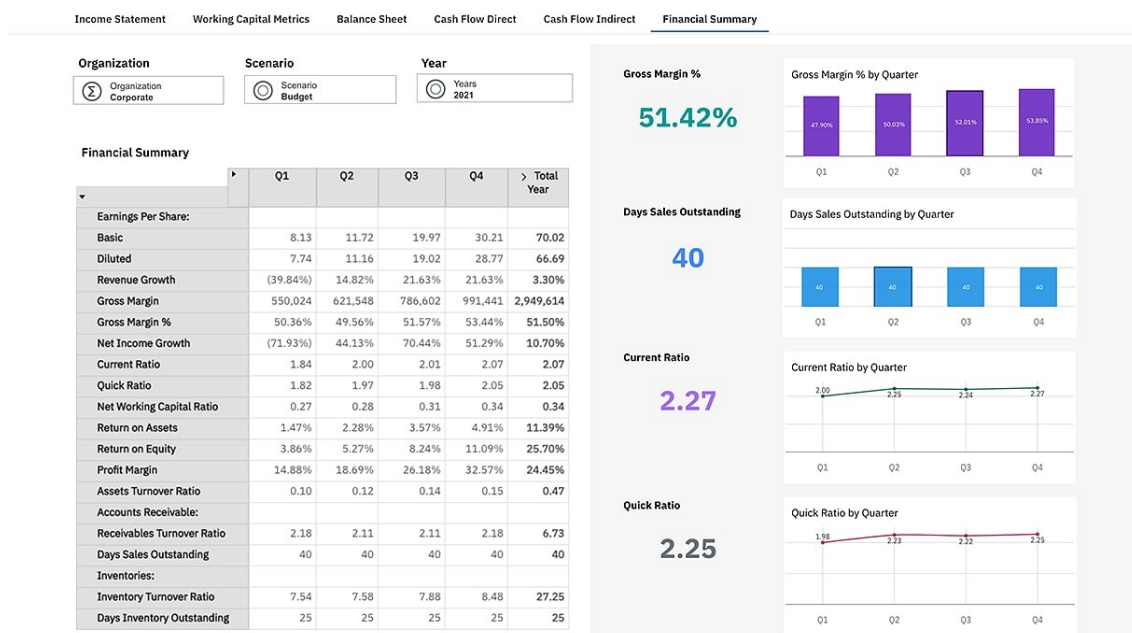 Income Statement Working Capital Metrics Balance Sheet Cash Flow Direct Cash Flow Indirect Financial Summary
Organization Scenario Year
Organization
Corporate
Scenario
Budget
Years
2021
Financial Summary
Q1 Q2 Q3 Q4 > Total
Year
Earnings Per Share:
Basic 8.13 11.72 19.97 30.21 70.02
Diluted 7.74 11.16 19.02 28.77 66.69
Revenue Growth (39.84%) 14.82% 21.63% 21.63% 3.30%
Gross Margin 550,024 621,548 786,602 991,441 2,949,614
Gross Margin % 50.36% 49.56% 51.57% 53.44% 51.50%
Net Income Growth (71.93%) 44.13% 70.44% 51.29% 10.70%
Current Ratio 1.84 2.00 2.01 2.07 2.07
Quick Ratio 1.82 1.97 1.98 2.05 2.05
Net Working Capital Ratio 0.27 0.28 0.31 0.34 0.34
Return on Assets 1.47% 2.28% 3.57% 4.91% 11.39%
Return on Equity 3.86% 5.27% 8.24% 11.09% 25.70%
Profit Margin 14.88% 18.69% 26.18% 32.57% 24.45%
Assets Turnover Ratio 0.10 0.12 0.14 0.15 0.47
Accounts Receivable:
Receivables Turnover Ratio 2.18 2.11 2.11 2.18 6.73
Days Sales Outstanding 40 40 40 40 40
Inventories:
Inventory Turnover Ratio 7.54 7.58 7.88 8.48 27.25
Days Inventory Outstanding 25 25 25 25 25
Gross Margin %
51.42%
Gross Margin % by Quarter
47.90% 50.03% 52.01% 53.85%
Q1 Q2 Q3 Q4
Days Sales Outstanding
40
Days Sales Outstanding by Quarter
40 40 40 40
Q1 Q2 Q3 Q4
Current Ratio
2.27
Current Ratio by Quarter
2.00 2.25 2.24 2.27
Q1 Q2 Q3 Q4
Quick Ratio
2.25
Quick Ratio by Quarter
1.98 2.23 2.22 2.25
Q1 Q2 Q3 Q4